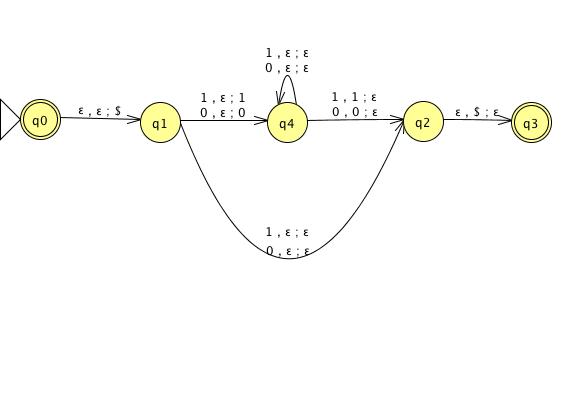 1 , ε ; ε
0 , ε ; ε
ε , ε ; $
1 , ε ; 1
0 , ε ; 0
1 , 1 ; ε
0 , 0 ; ε
ε , $ ; ε
q0
q1
q4
q2
q3
1 , ε ; ε
0 , ε ; ε